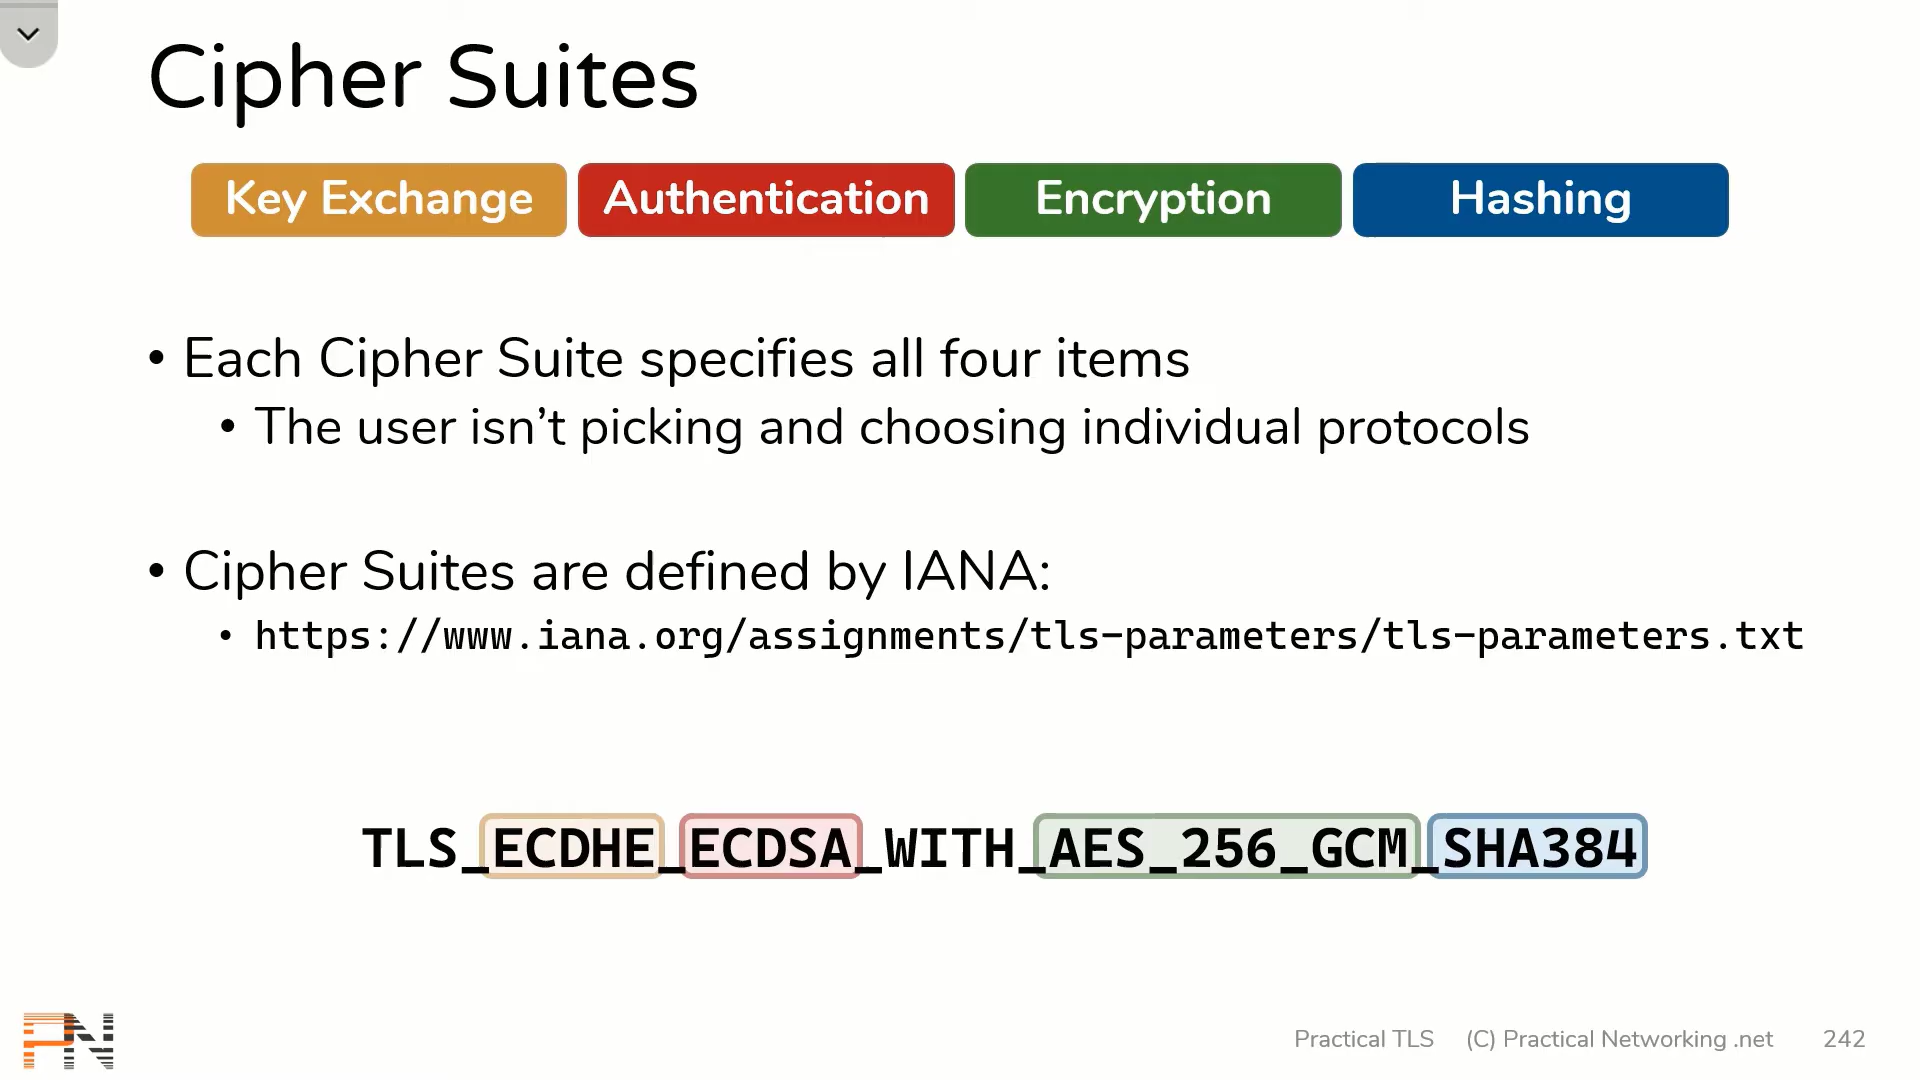 Cipher Suites
Key Exchange Authentication Encryption Hashing
• Each Cipher Suite specifies all four items
• The user isn’t picking and choosing individual protocols
• Cipher Suites are defined by IANA:
• https://www.iana.org/assignments/tls-parameters/tls-parameters.txt
TLS_ECDHE_ECDSA_WITH_AES_256_GCM_SHA384
PN
Practical TLS (C) Practical Networking .net 242